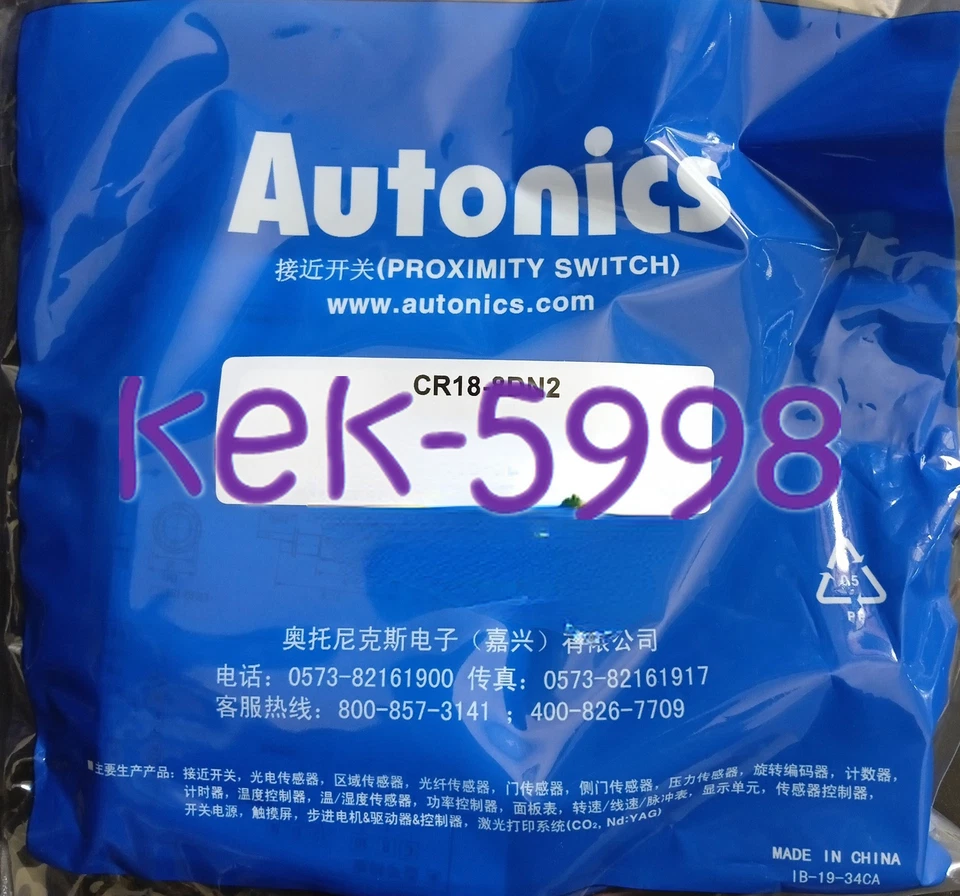 Autonics
接近开关(PROXIMITY SWITCH)
www.autonics.com
CR18-8DN2
kek-5998
05
奥托尼克斯电子（嘉兴）有限公司
电话：0573-82161900 传真：0573-82161917
客服热线：800-857-3141 ；400-826-7709
■主要生产产品：接近开关，光电传感器，区域传感器，光纤传感器，门传感器，侧门传感器，压力传感器，旋转编码器，计数器，
计时器，温度控制器，温/湿度传感器，功率控制器，面板表，转速/线速/脉冲表，显示单元，传感器控制器，
开关电源，触摸屏，步进电机&驱动器&控制器，激光打印系统(CO₂, Nd:YAG)
MADE IN CHINA
IB-19-34CA